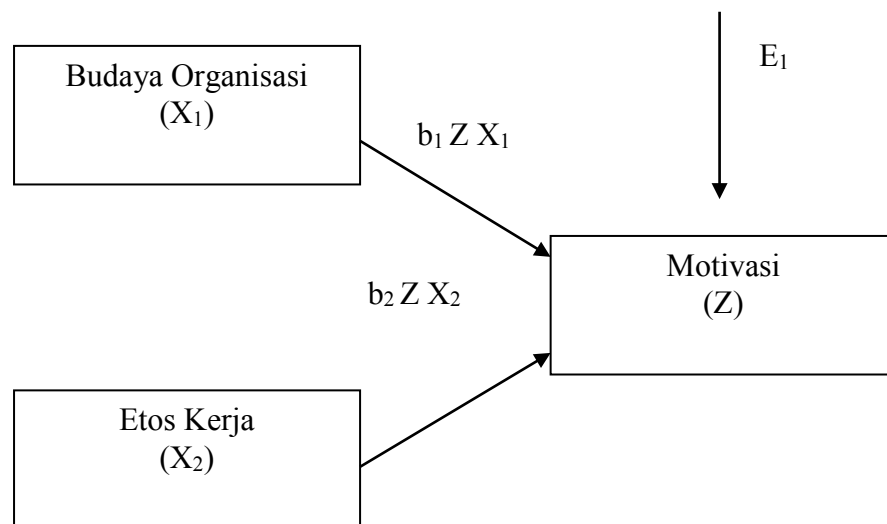 Budaya Organisasi
(X₁)
E₁
b₁ Z X₁
Motivasi
(Z)
b₂ Z X₂
Etos Kerja
(X₂)